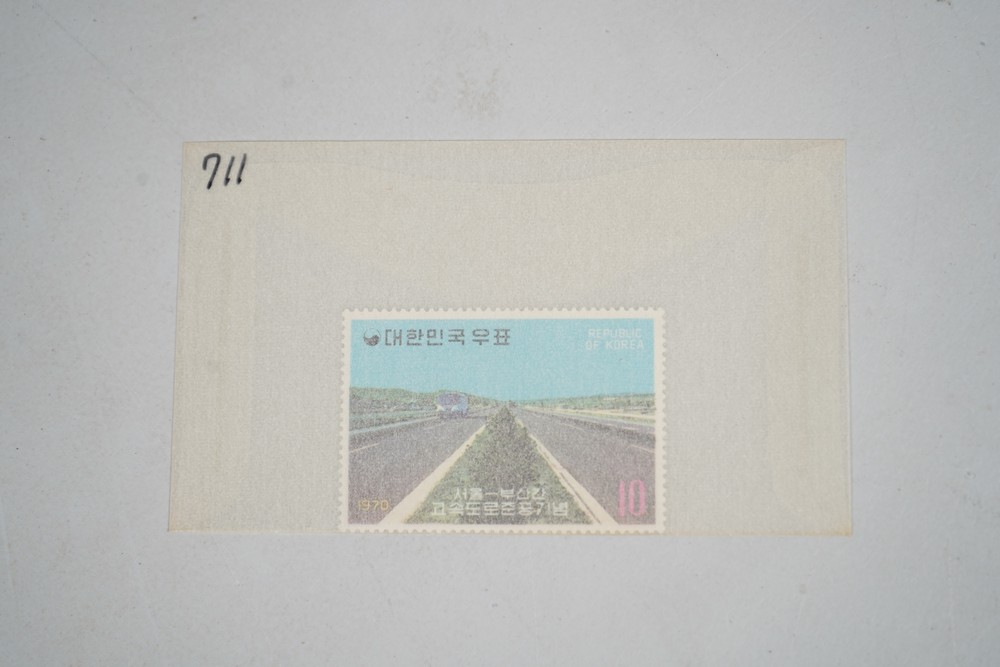 711
대한민국 우표
REPUBLIC
OF KOREA
1970
서울-부산간
고속도로준공기념
10